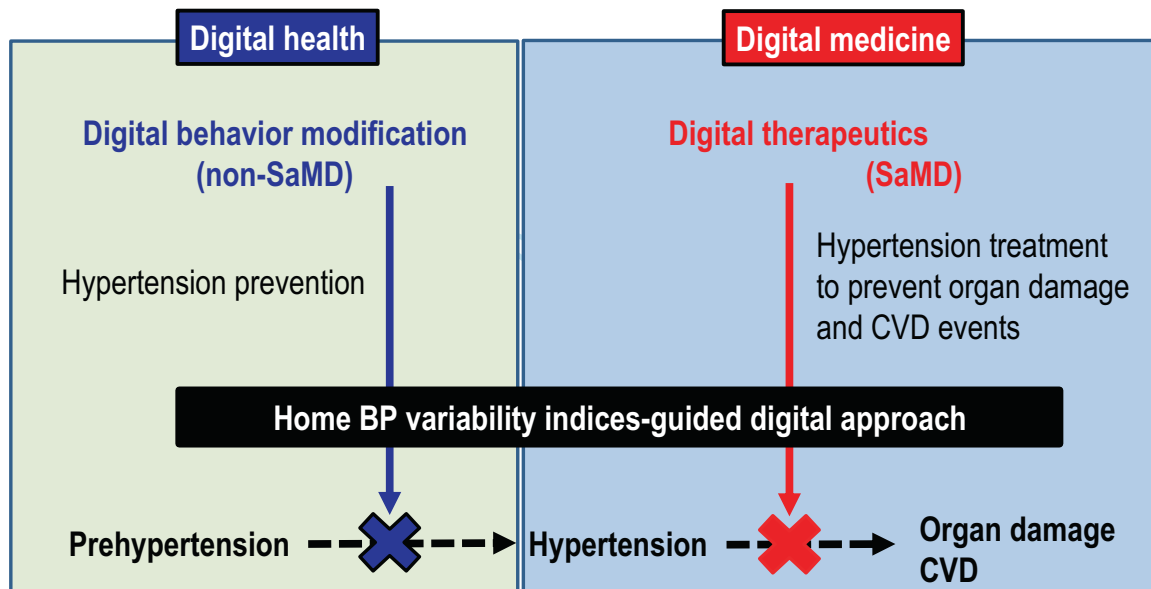 Digital health
Digital behavior modification
(non-SaMD)
Hypertension prevention
Digital medicine
Digital therapeutics
(SaMD)
Hypertension treatment
to prevent organ damage
and CVD events
Home BP variability indices-guided digital approach
Prehypertension
Hypertension
Organ damage
CVD